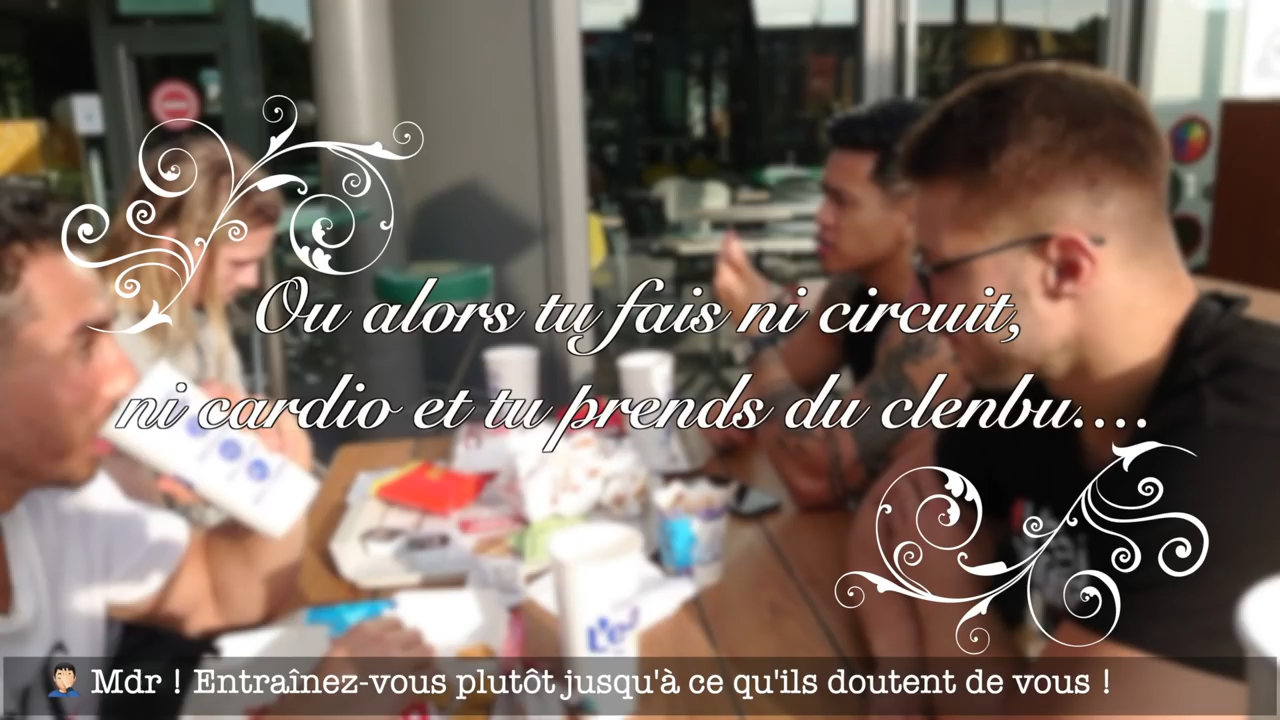 Ou alors tu fais ni circuit,
ni cardio et tu prends du clenbu....
🤦🏻‍♂️ Mdr ! Entraînez-vous plutôt jusqu'à ce qu'ils doutent de vous !